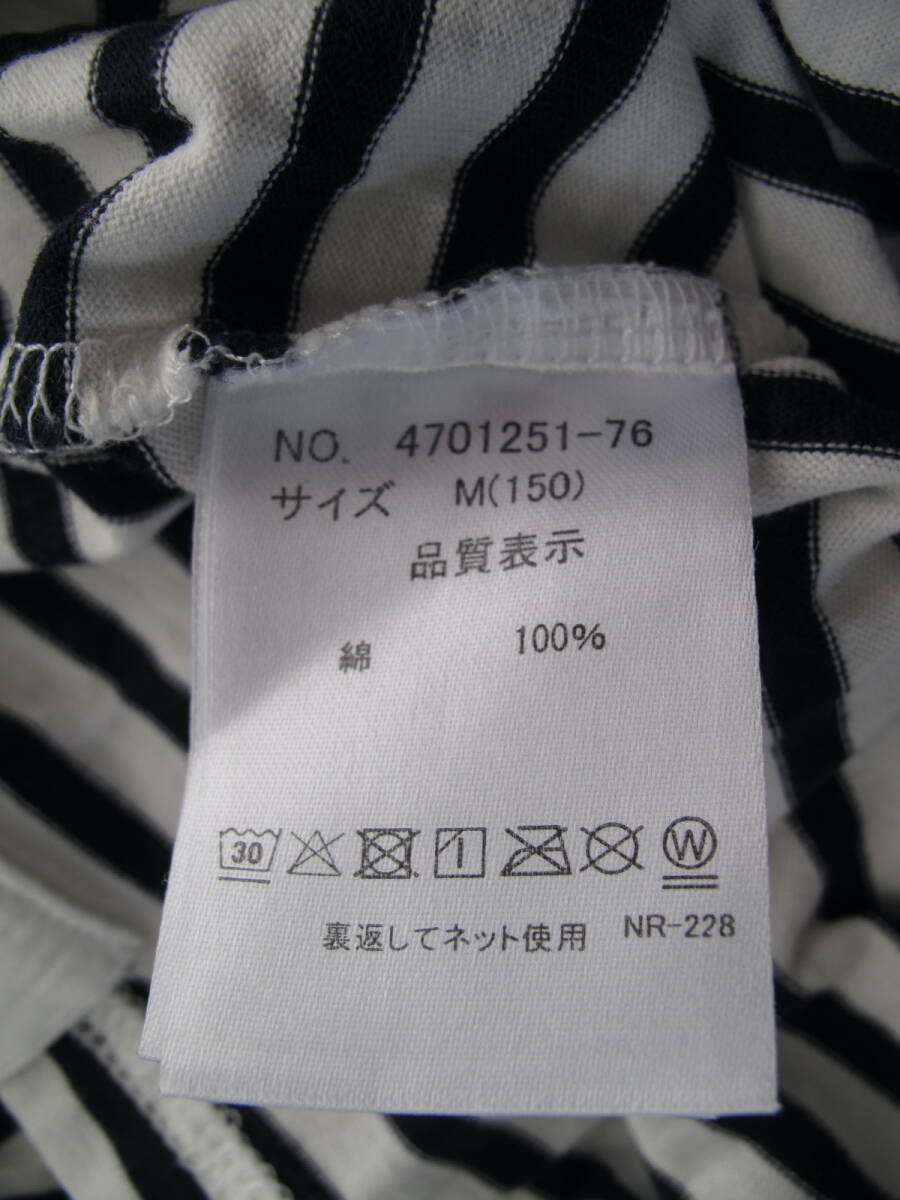 NO. 4701251-76
サイズ M(150)
品質表示
綿 100%
30 W
裏返してネット使用 NR-228